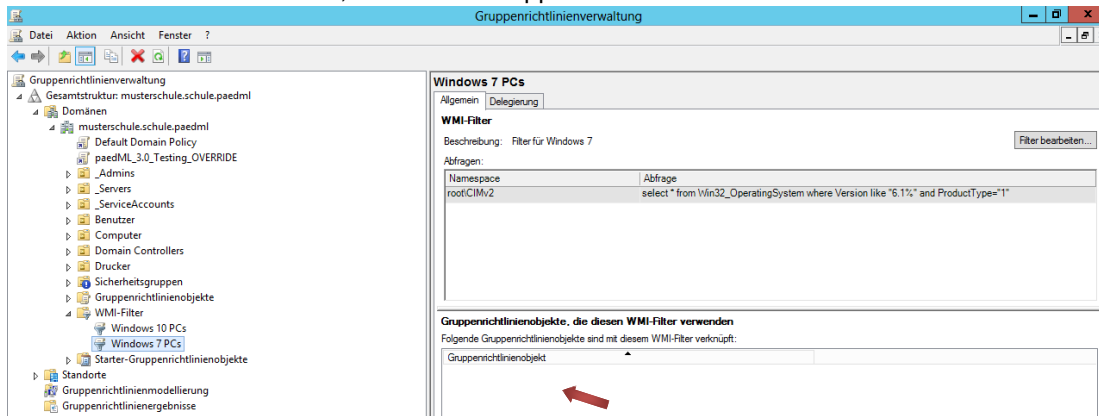 Gruppenrichtlinienverwaltung
Datei Aktion Ansicht Fenster ?
Gruppenrichtlinienverwaltung
Gesamtstruktur: musterschule.schule.paedml
Domänen
musterschule.schule.paedml
Default Domain Policy
paedML_3.0_Testing_OVERRIDE
_Admins
_Servers
_ServiceAccounts
Benutzer
Computer
Domain Controllers
Drucker
Sicherheitsgruppen
Gruppenrichtlinienobjekte
WMI-Filter
Windows 10 PCs
Windows 7 PCs
Starter-Gruppenrichtlinienobjekte
Standorte
Gruppenrichtlinienmodellierung
Gruppenrichtlinienergebnisse
Windows 7 PCs
Allgemein Delegierung
WMI-Filter
Beschreibung: Filter für Windows 7
Filter bearbeiten...
Abfragen:
Namespace Abfrage
root\CIMv2 select * from Win32_OperatingSystem where Version like "6.1%" and ProductType="1"
Gruppenrichtlinienobjekte, die diesen WMI-Filter verwenden
Folgende Gruppenrichtlinienobjekte sind mit diesem WMI-Filter verknüpft:
Gruppenrichtlinienobjekt